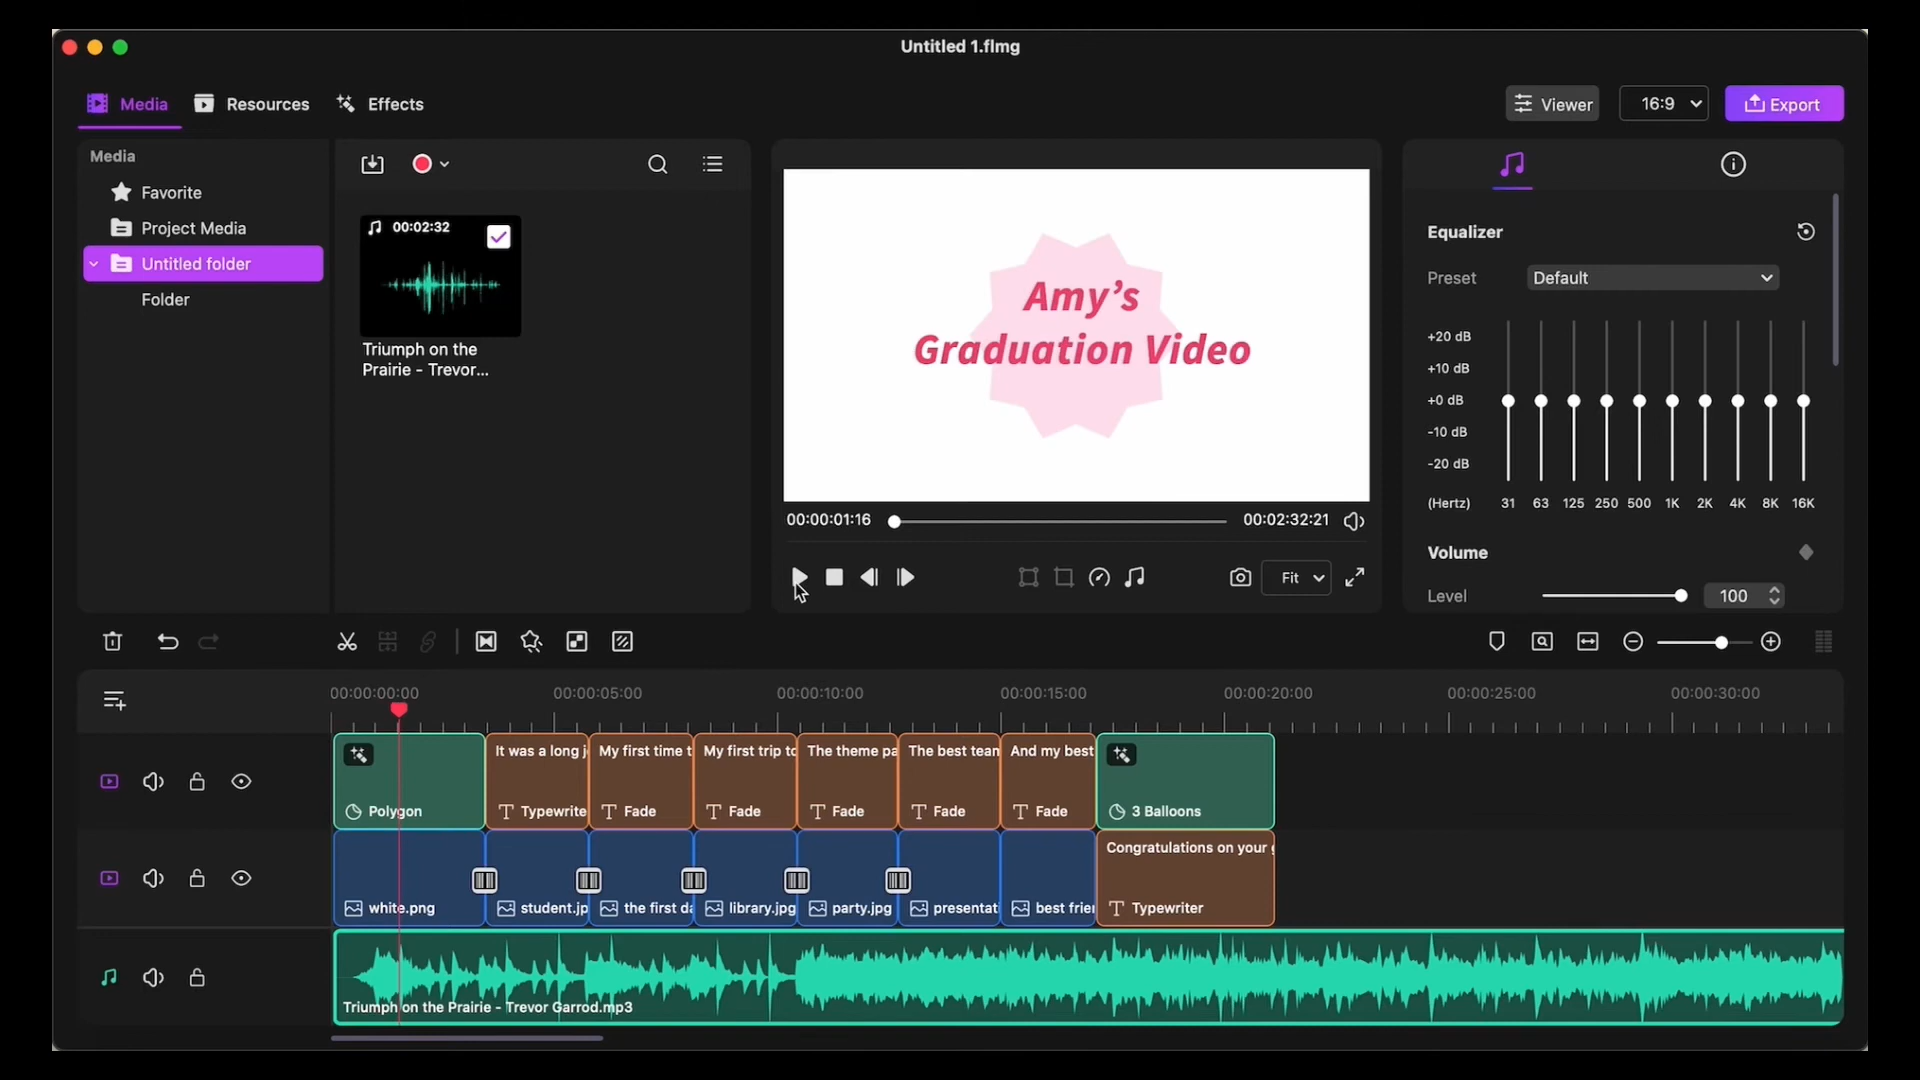 Untitled 1.flmg
Media
Resources
Effects
Viewer
16:9
Export
Media
Favorite
Project Media
Untitled folder
Folder
00:02:32
Triumph on the
Prairie - Trevor...
Amy's
Graduation Video
00:00:01:16
00:02:32:21
Fit
Equalizer
Preset
Default
+20 dB
+10 dB
+0 dB
-10 dB
-20 dB
(Hertz) 31 63 125 250 500 1K 2K 4K 8K 16K
Volume
Level
100
00:00:00:00 00:00:05:00 00:00:10:00 00:00:15:00 00:00:20:00 00:00:25:00 00:00:30:00
It was a long j
My first time t
My first trip to
The theme pa
The best team
And my best
Polygon
Typewrite
Fade
Fade
Fade
Fade
Fade
3 Balloons
Congratulations on your g
white.png
student.jp
the first da
library.jpg
party.jpg
presentat
best frie
Typewriter
Triumph on the Prairie - Trevor Garrod.mp3